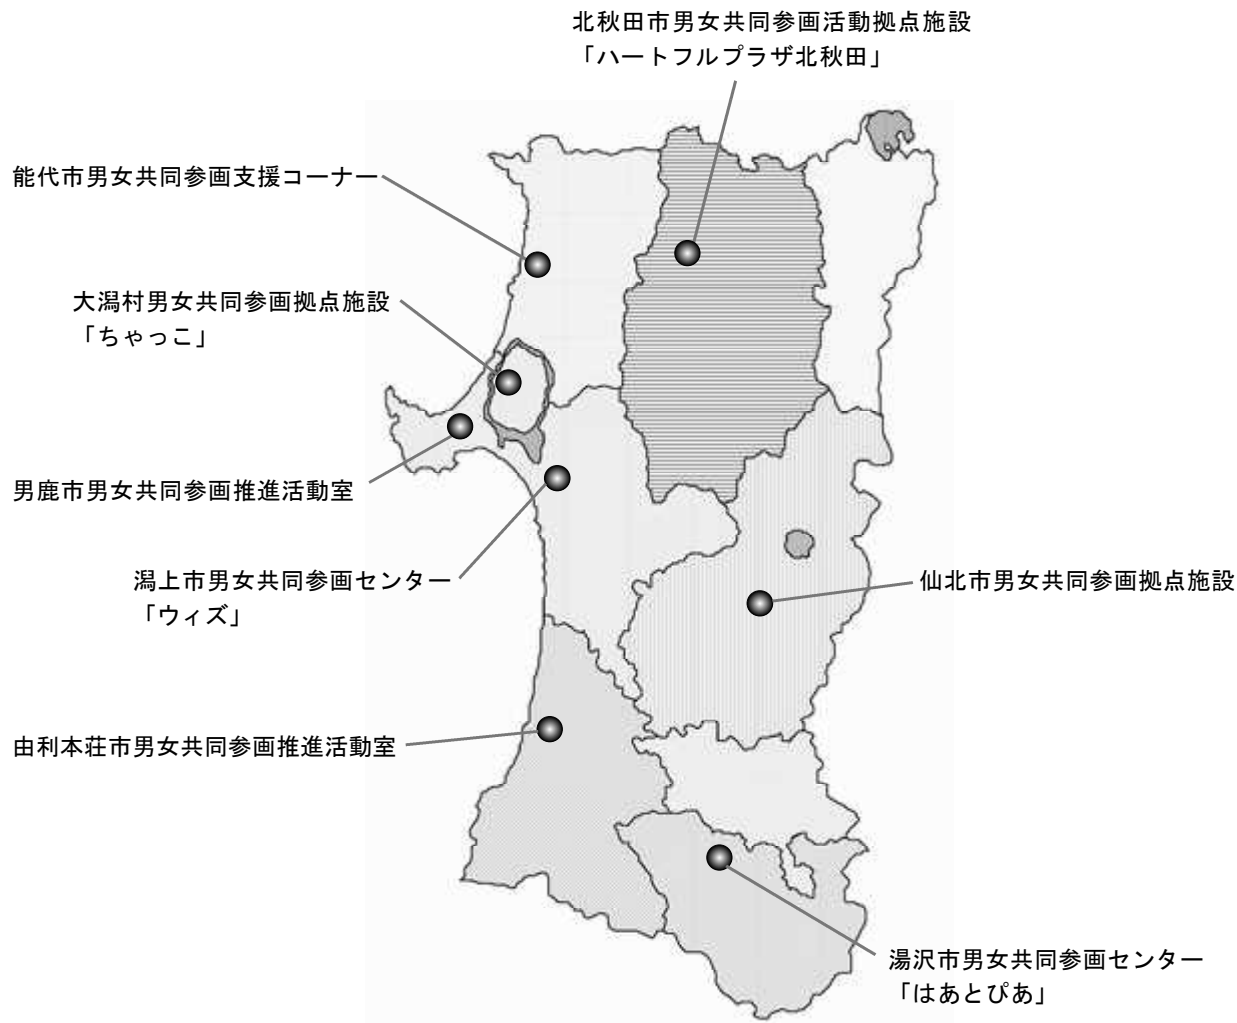 北秋田市男女共同参画活動拠点施設
「ハートフルプラザ北秋田」
能代市男女共同参画支援コーナー
大潟村男女共同参画拠点施設
「ちゃっこ」
男鹿市男女共同参画推進活動室
潟上市男女共同参画センター
「ウィズ」
仙北市男女共同参画拠点施設
由利本荘市男女共同参画推進活動室
湯沢市男女共同参画センター
「はあとぴあ」